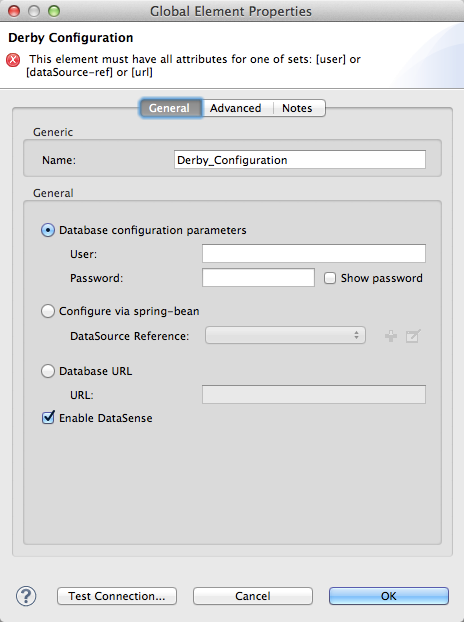 Global Element Properties
Derby Configuration
This element must have all attributes for one of sets: [user] or
[dataSource-ref] or [url]
General
Advanced
Notes
Generic
Name:
Derby_Configuration
General
Database configuration parameters
User:
Password:
Show password
Configure via spring-bean
DataSource Reference:
Database URL
URL:
Enable DataSense
?
Test Connection...
Cancel
OK